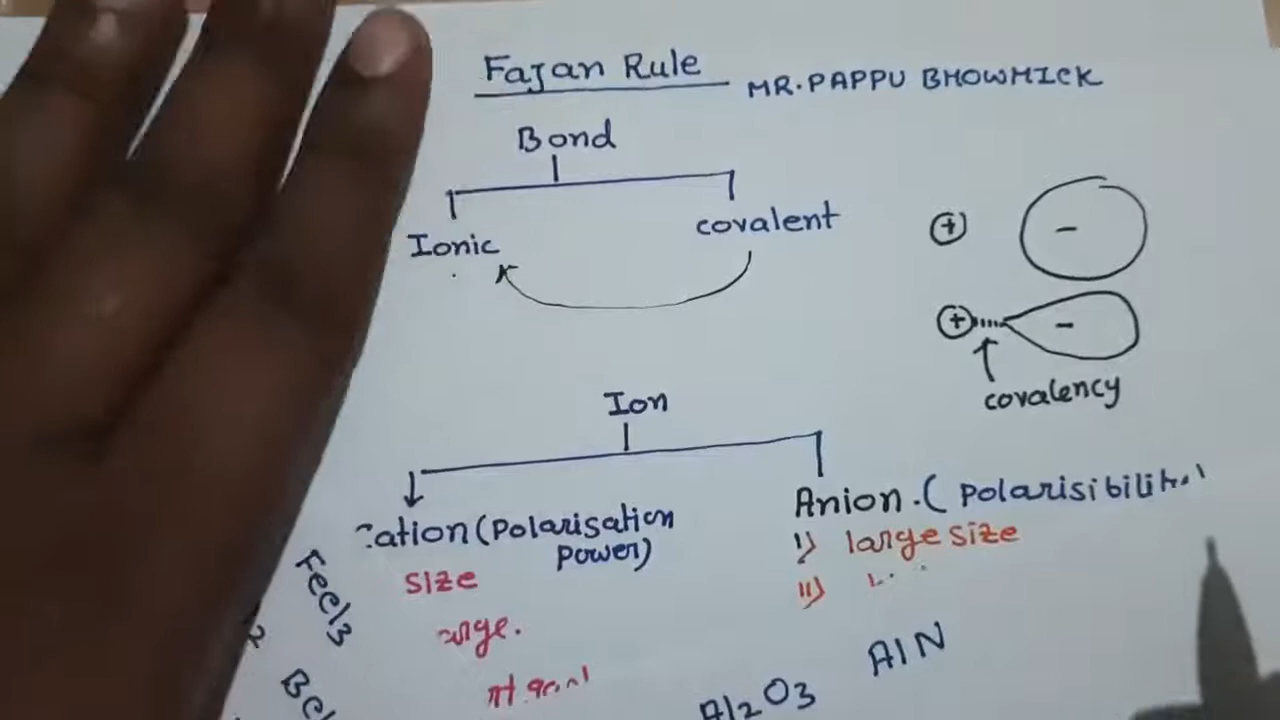 Fajan Rule
MR. PAPPU BHOWMICK
Bond
Ionic
covalent
+
-
+
-
covalency
Ion
cation (Polarisation
Power)
Anion. (Polarisibilit
size
i) large size
ii)
FeCl3
AlN
Al2O3